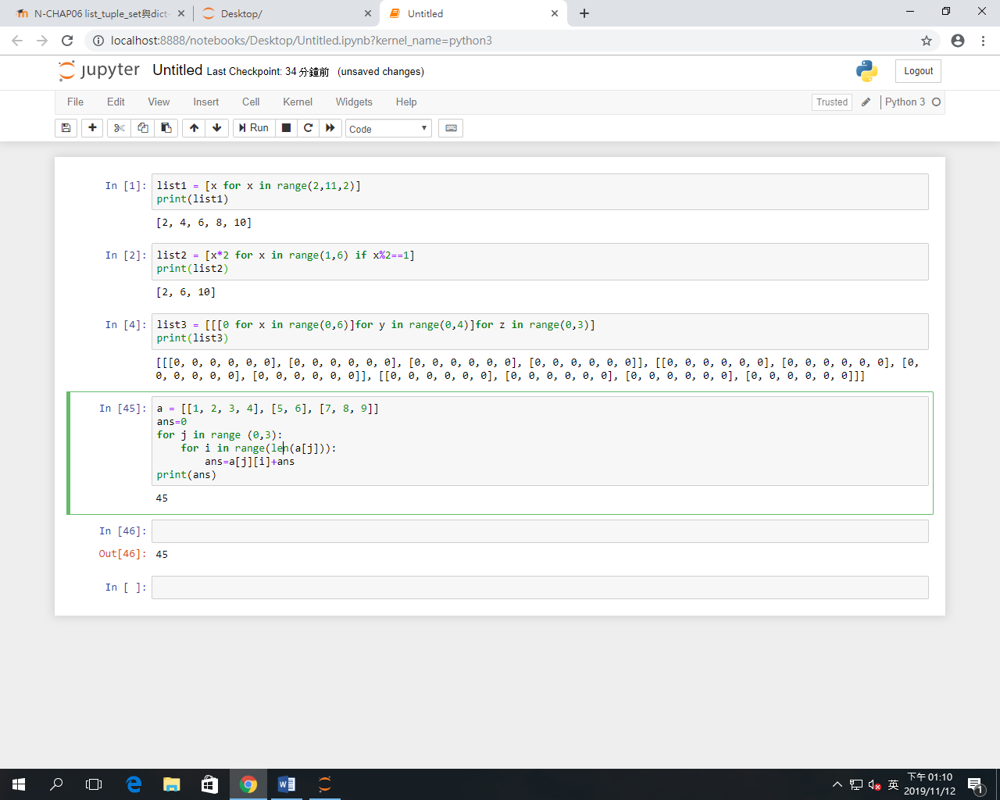 N-CHAP06 list_tuple_set與dict-
Desktop/
Untitled
localhost:8888/notebooks/Desktop/Untitled.ipynb?kernel_name=python3
jupyter Untitled Last Checkpoint: 34 分鐘前 (unsaved changes)
Logout
File Edit View Insert Cell Kernel Widgets Help
Trusted Python 3
Run Code
In [1]: list1 = [x for x in range(2,11,2)]
print(list1)
[2, 4, 6, 8, 10]
In [2]: list2 = [x*2 for x in range(1,6) if x%2==1]
print(list2)
[2, 6, 10]
In [4]: list3 = [[[0 for x in range(0,6)]for y in range(0,4)]for z in range(0,3)]
print(list3)
[[[0, 0, 0, 0, 0, 0], [0, 0, 0, 0, 0, 0], [0, 0, 0, 0, 0, 0], [0, 0, 0, 0, 0, 0]], [[0, 0, 0, 0, 0, 0], [0, 0, 0, 0, 0, 0], [0,
0, 0, 0, 0, 0], [0, 0, 0, 0, 0, 0]], [[0, 0, 0, 0, 0, 0], [0, 0, 0, 0, 0, 0], [0, 0, 0, 0, 0, 0], [0, 0, 0, 0, 0, 0]]]
In [45]: a = [[1, 2, 3, 4], [5, 6], [7, 8, 9]]
ans=0
for j in range (0,3):
    for i in range(len(a[j])):
        ans=a[j][i]+ans
print(ans)
45
In [46]:
Out[46]: 45
In [ ]:
英
下午 01:10
2019/11/12
1